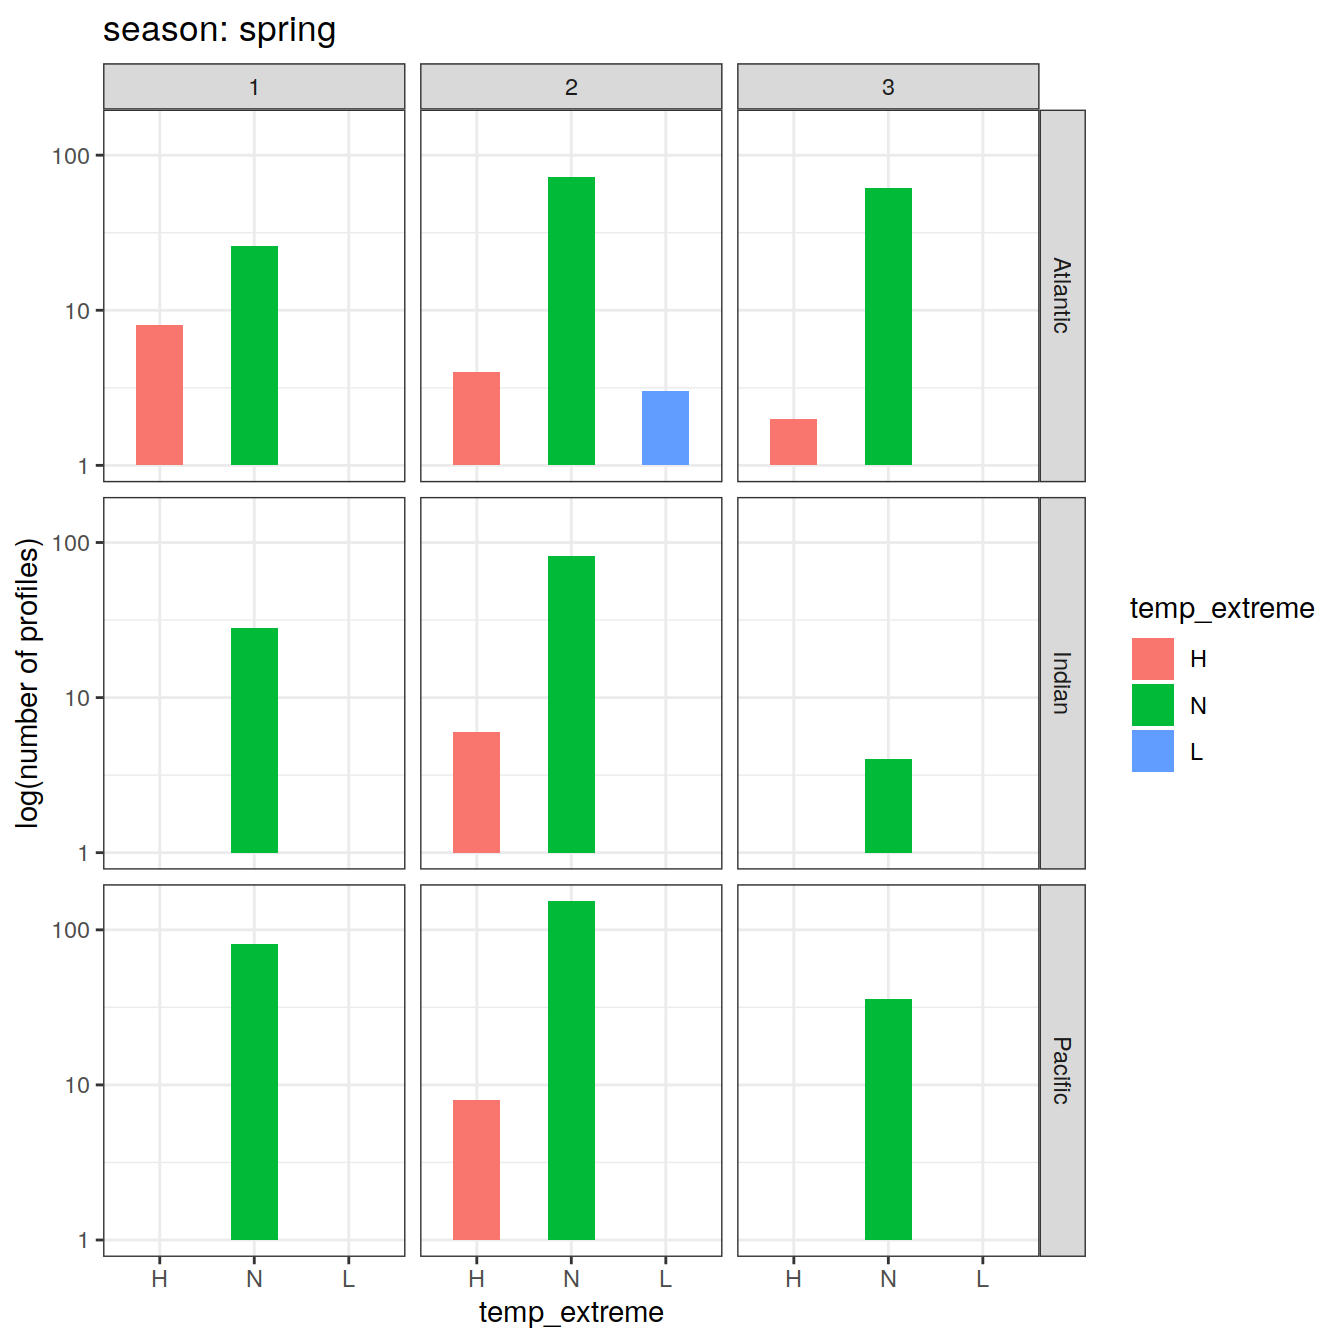 season: spring
1 2 3
100
10
1
Atlantic
100
10
1
Indian
100
10
1
Pacific
log(number of profiles)
H N L H N L H N L
temp_extreme
temp_extreme
H
N
L